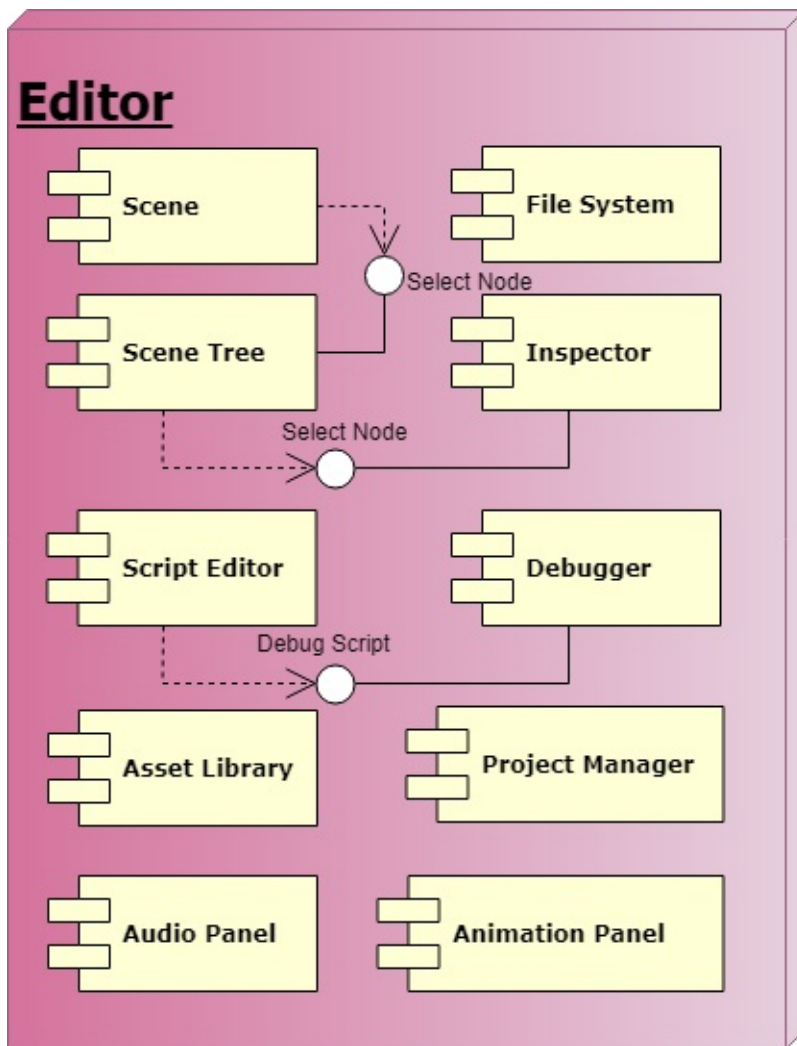 Editor
Scene
File System
Select Node
Scene Tree
Inspector
Select Node
Script Editor
Debugger
Debug Script
Asset Library
Project Manager
Audio Panel
Animation Panel